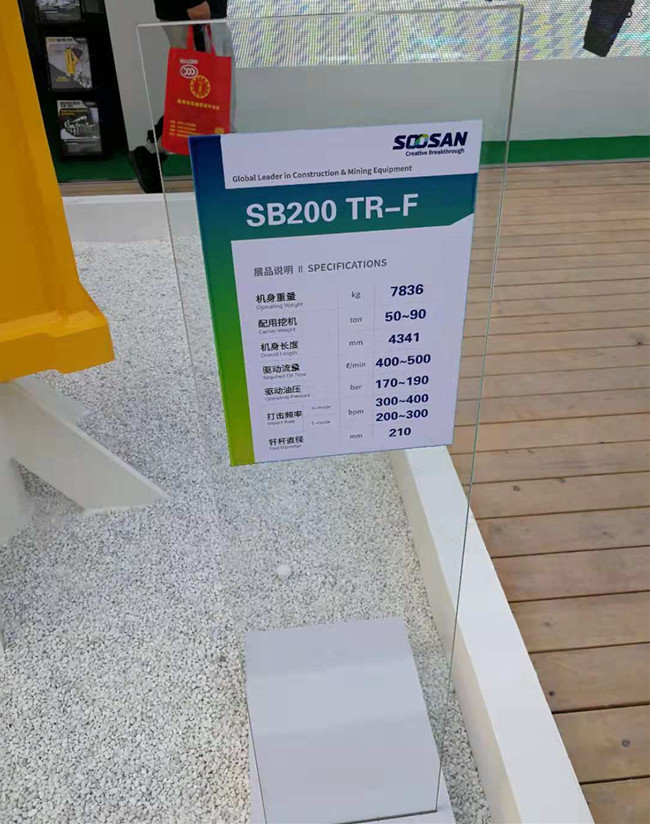 SOOSAN
Creative Breakthrough
Global Leader in Construction & Mining Equipment
SB200 TR-F
展品说明 II SPECIFICATIONS
机身重量 kg 7836
Operating Weight
配用挖机 ton 50~90
Carrier Weight
机身长度 mm 4341
Overall Length
驱动流量 ℓ/min 400~500
Required Oil Flow
驱动油压 bar 170~190
Operating Pressure
打击频率 bpm 300~400
Impact Rate 200~300
钎杆直径 mm 210
Tool Diameter